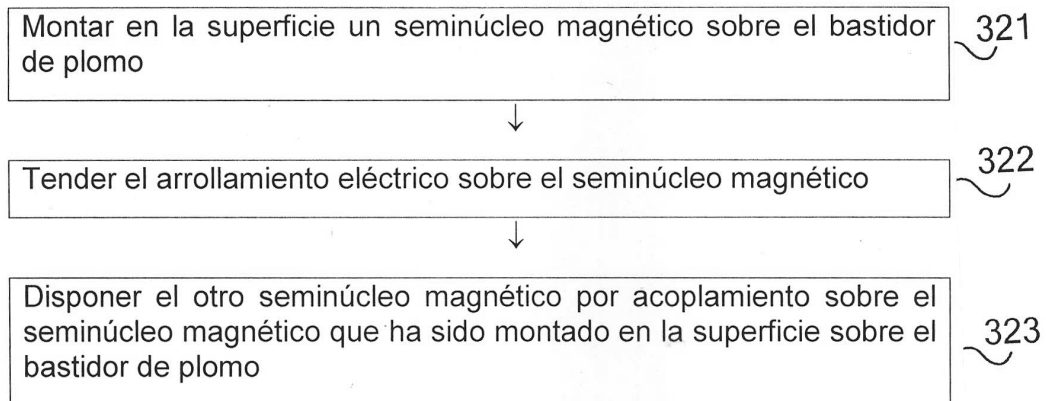 Montar en la superficie un seminúcleo magnético sobre el bastidor
de plomo
321
Tender el arrollamiento eléctrico sobre el seminúcleo magnético
322
Disponer el otro seminúcleo magnético por acoplamiento sobre el
seminúcleo magnético que ha sido montado en la superficie sobre el
bastidor de plomo
323